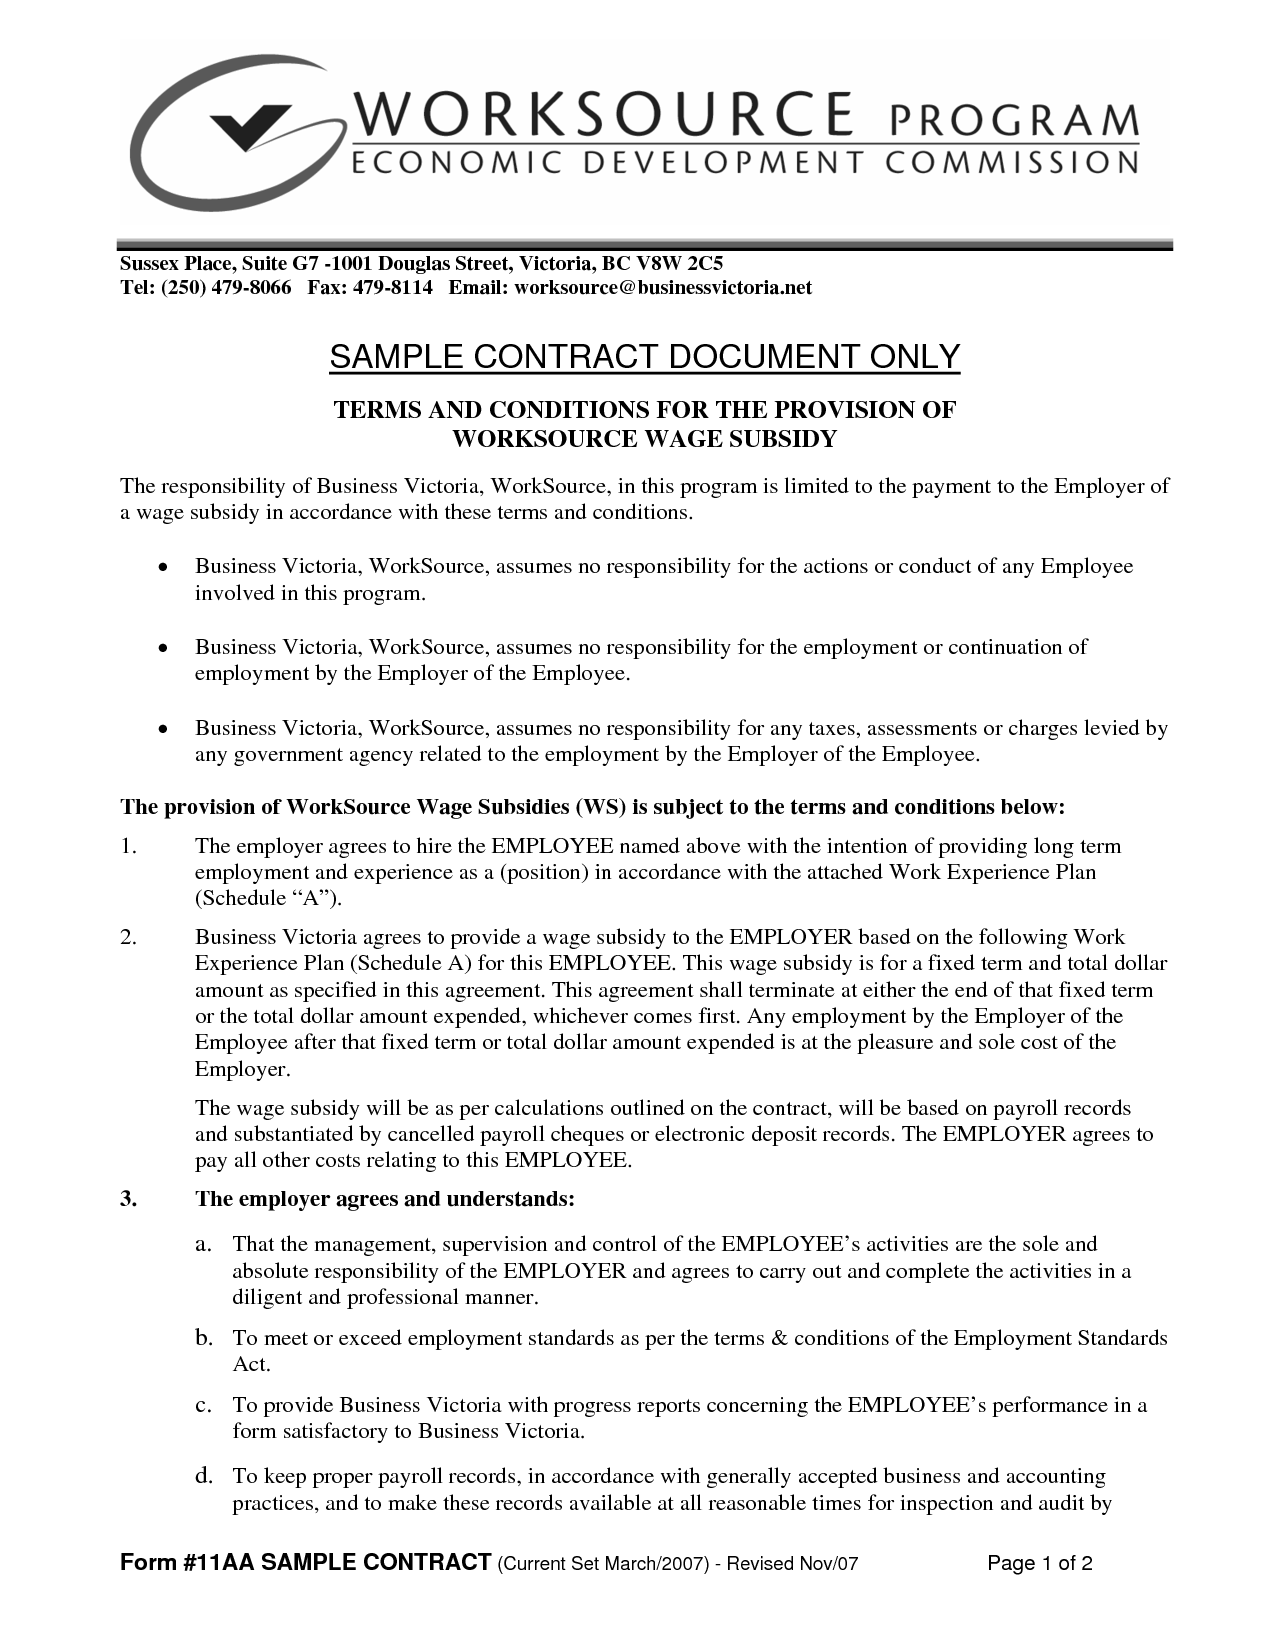 WORKSOURCE PROGRAM
ECONOMIC DEVELOPMENT COMMISSION
Sussex Place, Suite G7 -1001 Douglas Street, Victoria, BC V8W 2C5
Tel: (250) 479-8066 Fax: 479-8114 Email: worksource@businessvictoria.net
SAMPLE CONTRACT DOCUMENT ONLY
TERMS AND CONDITIONS FOR THE PROVISION OF
WORKSOURCE WAGE SUBSIDY
The responsibility of Business Victoria, WorkSource, in this program is limited to the payment to the Employer of
a wage subsidy in accordance with these terms and conditions.
• Business Victoria, WorkSource, assumes no responsibility for the actions or conduct of any Employee
involved in this program.
• Business Victoria, WorkSource, assumes no responsibility for the employment or continuation of
employment by the Employer of the Employee.
• Business Victoria, WorkSource, assumes no responsibility for any taxes, assessments or charges levied by
any government agency related to the employment by the Employer of the Employee.
The provision of WorkSource Wage Subsidies (WS) is subject to the terms and conditions below:
1. The employer agrees to hire the EMPLOYEE named above with the intention of providing long term
employment and experience as a (position) in accordance with the attached Work Experience Plan
(Schedule “A”).
2. Business Victoria agrees to provide a wage subsidy to the EMPLOYER based on the following Work
Experience Plan (Schedule A) for this EMPLOYEE. This wage subsidy is for a fixed term and total dollar
amount as specified in this agreement. This agreement shall terminate at either the end of that fixed term
or the total dollar amount expended, whichever comes first. Any employment by the Employer of the
Employee after that fixed term or total dollar amount expended is at the pleasure and sole cost of the
Employer.
The wage subsidy will be as per calculations outlined on the contract, will be based on payroll records
and substantiated by cancelled payroll cheques or electronic deposit records. The EMPLOYER agrees to
pay all other costs relating to this EMPLOYEE.
3. The employer agrees and understands:
a. That the management, supervision and control of the EMPLOYEE’s activities are the sole and
absolute responsibility of the EMPLOYER and agrees to carry out and complete the activities in a
diligent and professional manner.
b. To meet or exceed employment standards as per the terms & conditions of the Employment Standards
Act.
c. To provide Business Victoria with progress reports concerning the EMPLOYEE’s performance in a
form satisfactory to Business Victoria.
d. To keep proper payroll records, in accordance with generally accepted business and accounting
practices, and to make these records available at all reasonable times for inspection and audit by
Form #11AA SAMPLE CONTRACT (Current Set March/2007) - Revised Nov/07 Page 1 of 2